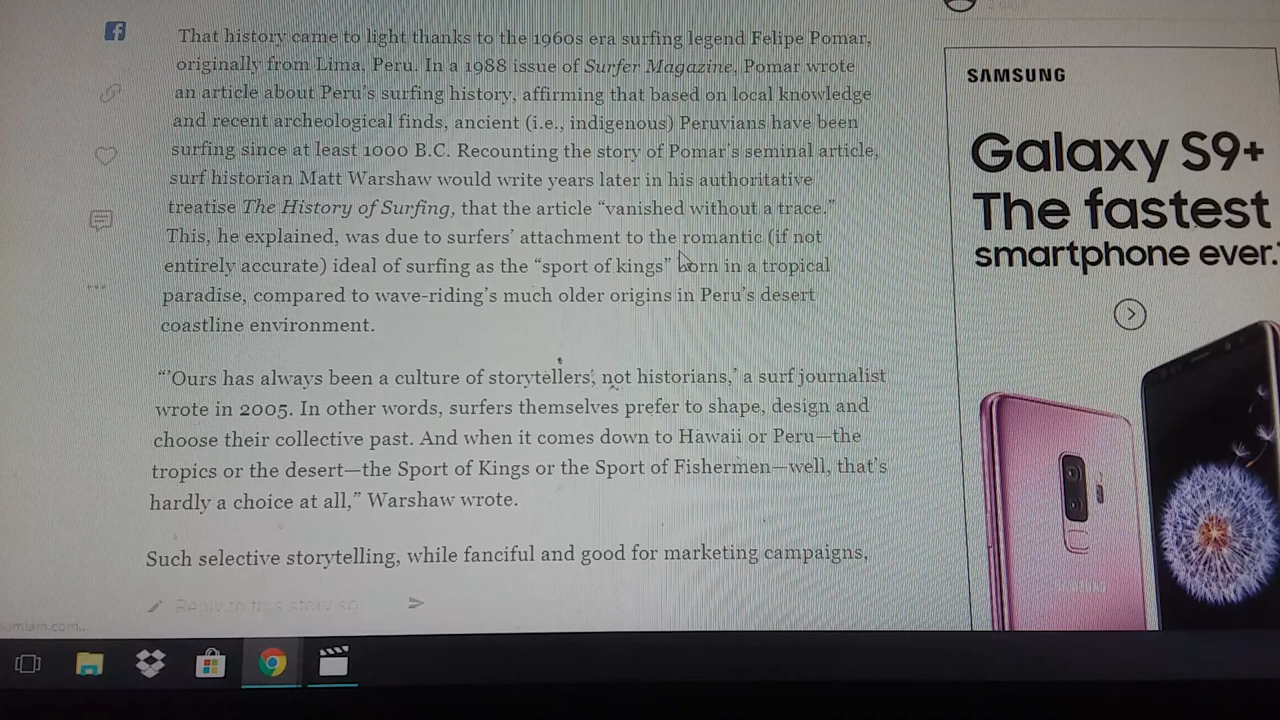 That history came to light thanks to the 1960s era surfing legend Felipe Pomar,
originally from Lima, Peru. In a 1988 issue of Surfer Magazine, Pomar wrote
an article about Peru's surfing history, affirming that based on local knowledge
and recent archeological finds, ancient (i.e., indigenous) Peruvians have been
surfing since at least 1000 B.C. Recounting the story of Pomar's seminal article,
surf historian Matt Warshaw would write years later in his authoritative
treatise The History of Surfing, that the article “vanished without a trace.”
This, he explained, was due to surfers' attachment to the romantic (if not
entirely accurate) ideal of surfing as the “sport of kings” born in a tropical
paradise, compared to wave-riding's much older origins in Peru's desert
coastline environment.
“'Ours has always been a culture of storytellers, not historians,' a surf journalist
wrote in 2005. In other words, surfers themselves prefer to shape, design and
choose their collective past. And when it comes down to Hawaii or Peru—the
tropics or the desert—the Sport of Kings or the Sport of Fishermen—well, that's
hardly a choice at all,” Warshaw wrote.
Such selective storytelling, while fanciful and good for marketing campaigns,
Reply to this story
SAMSUNG
Galaxy S9+
The fastest
smartphone ever.
SAMSUNG